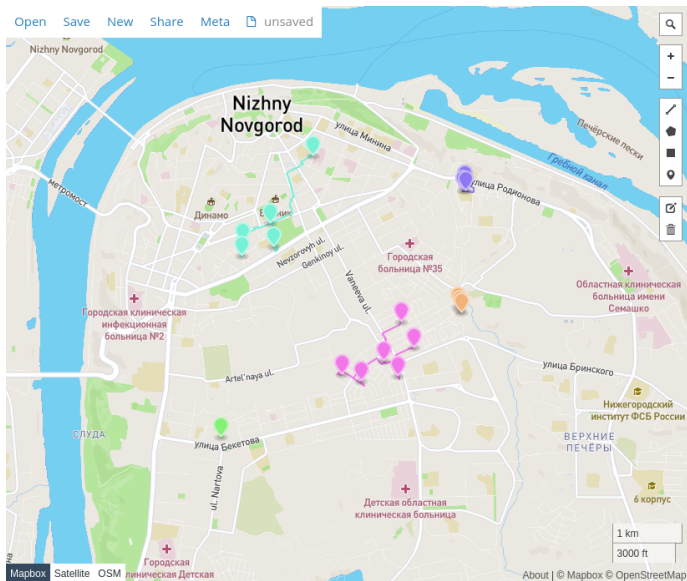 Open Save New Share Meta unsaved
Nizhny Novgorod
Nizhny
Novgorod
улица Минина
Печёрские пески
Гребной канал
улица Родионова
метромост
Динамо
Nevzorovyh ul.
Genkinoy ul.
Городская
больница №35
Vaneeva ul.
Областная клиническая
больница имени
Семашко
Городская клиническая
инфекционная
больница №2
Artel'naya ul.
улица Бринского
Нижегородский
институт ФСБ России
СЛУДА
улица Бекетова
ВЕРХНИЕ
ПЕЧЁРЫ
ul. Nartova
6 корпус
Детская областная
клиническая больница
1 km
3000 ft
Городская
клиническая Детская
Mapbox Satellite OSM
About | © Mapbox © OpenStreetMap